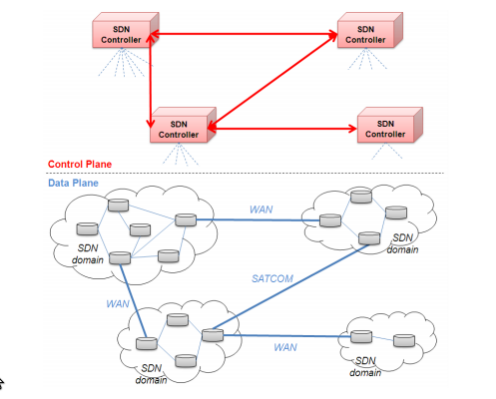 SDN
Controller
SDN
Controller
SDN
Controller
SDN
Controller
Control Plane
Data Plane
WAN
SDN
domain
SDN
domain
SATCOM
WAN
WAN
SDN
domain
SDN
domain